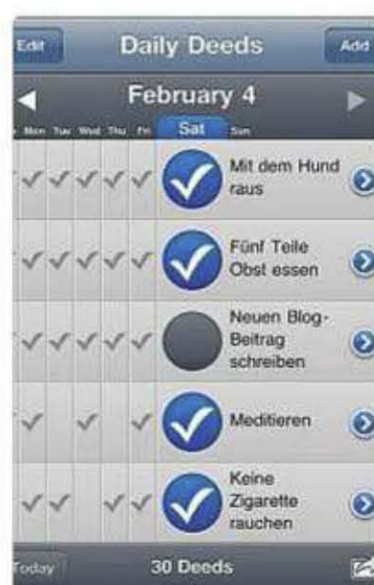 Edit Daily Deeds Add
February 4
Mon Tue Wed Thu Fri Sat Sun
Mit dem Hund
raus
Fünf Teile
Obst essen
Neuen Blog-
Beitrag
schreiben
Meditieren
Keine
Zigarette
rauchen
Today 30 Deeds